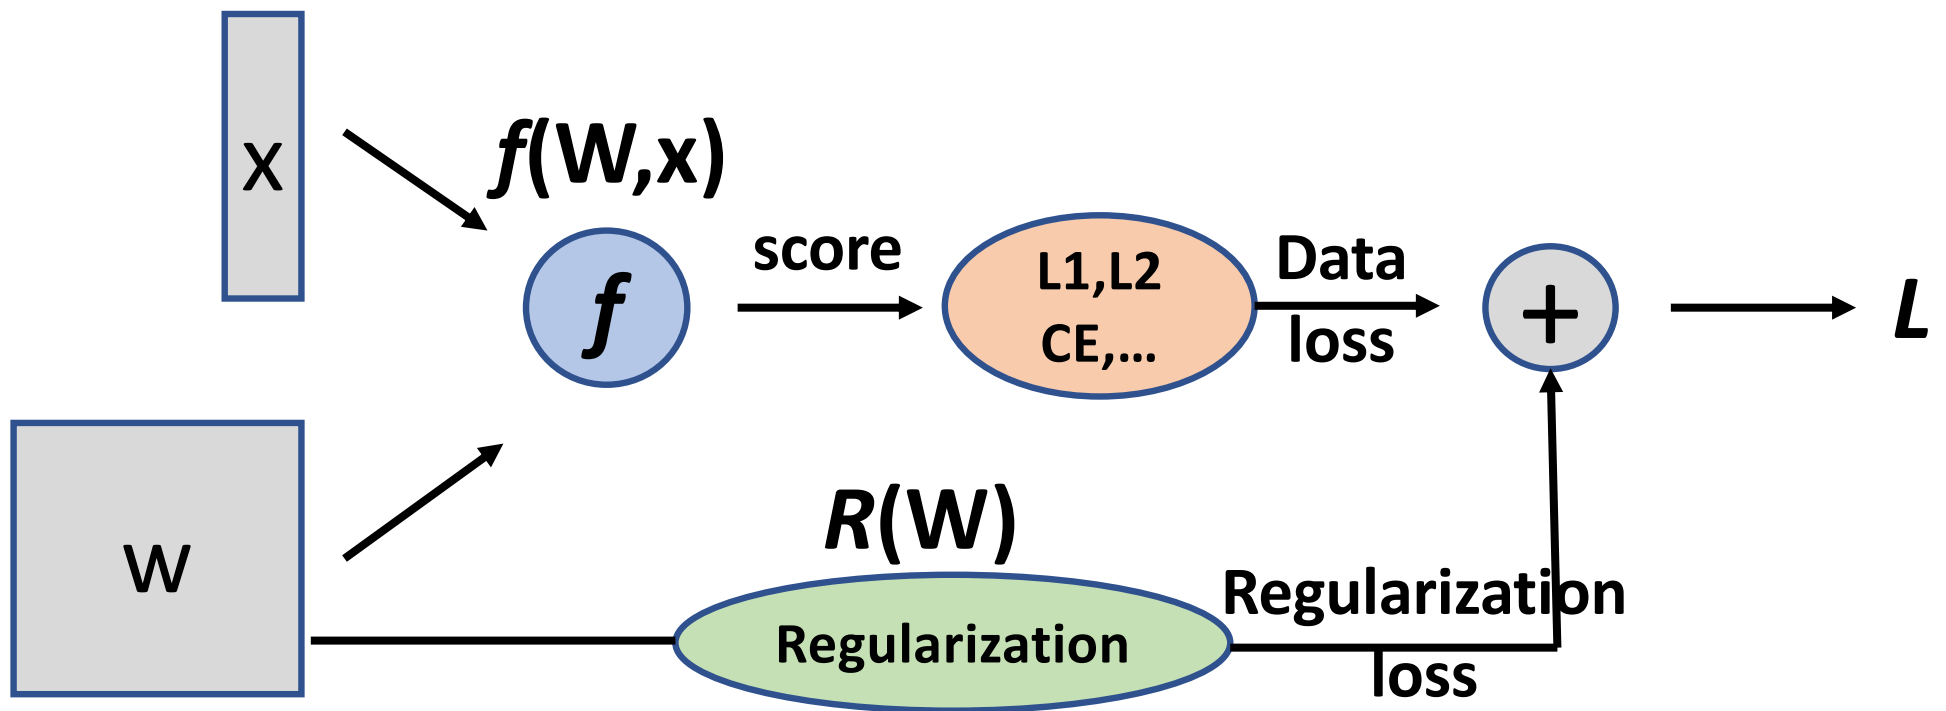 x
f(W,x)
f
score
L1,L2
CE,...
Data
loss
+
L
W
R(W)
Regularization
Regularization
loss